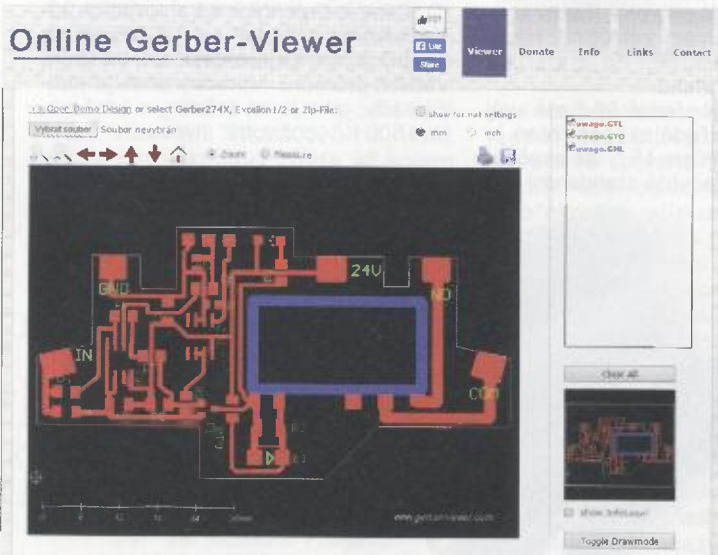 Online Gerber-Viewer
Like
Share
Viewer
Donate
Info
Links
Contact
Open Demo Design or select Gerber274X, Excellon1/2 or Zip-File:
Vybrat soubor Soubor nevybrán
show format settings
mm inch
Zoom Measure
uwago.GTL
uwago.GTO
uwago.GML
GND
24V
NO
IN
COM
Clear All
www.gerber-viewer.com
Toggle Drawmode